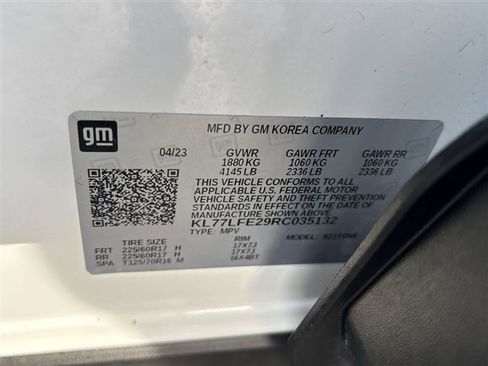 gm
MFD BY GM KOREA COMPANY
04/23 GVWR GAWR FRT GAWR RR
1880 KG 1060 KG 1060 KG
4145 LB 2336 LB 2336 LB
THIS VEHICLE CONFORMS TO ALL
APPLICABLE U.S. FEDERAL MOTOR
VEHICLE SAFETY AND THEFT PREVENTION
STANDARDS IN EFFECT ON THE DATE OF
MANUFACTURE SHOWN ABOVE.
KL77LFE29RC035132
TYPE: MPV MODEL:
TIRE SIZE RIM
FRT 225/60R17 H 17X7J
RR 225/60R17 H 17X7J
SP T125/70R16 M 16X4BT